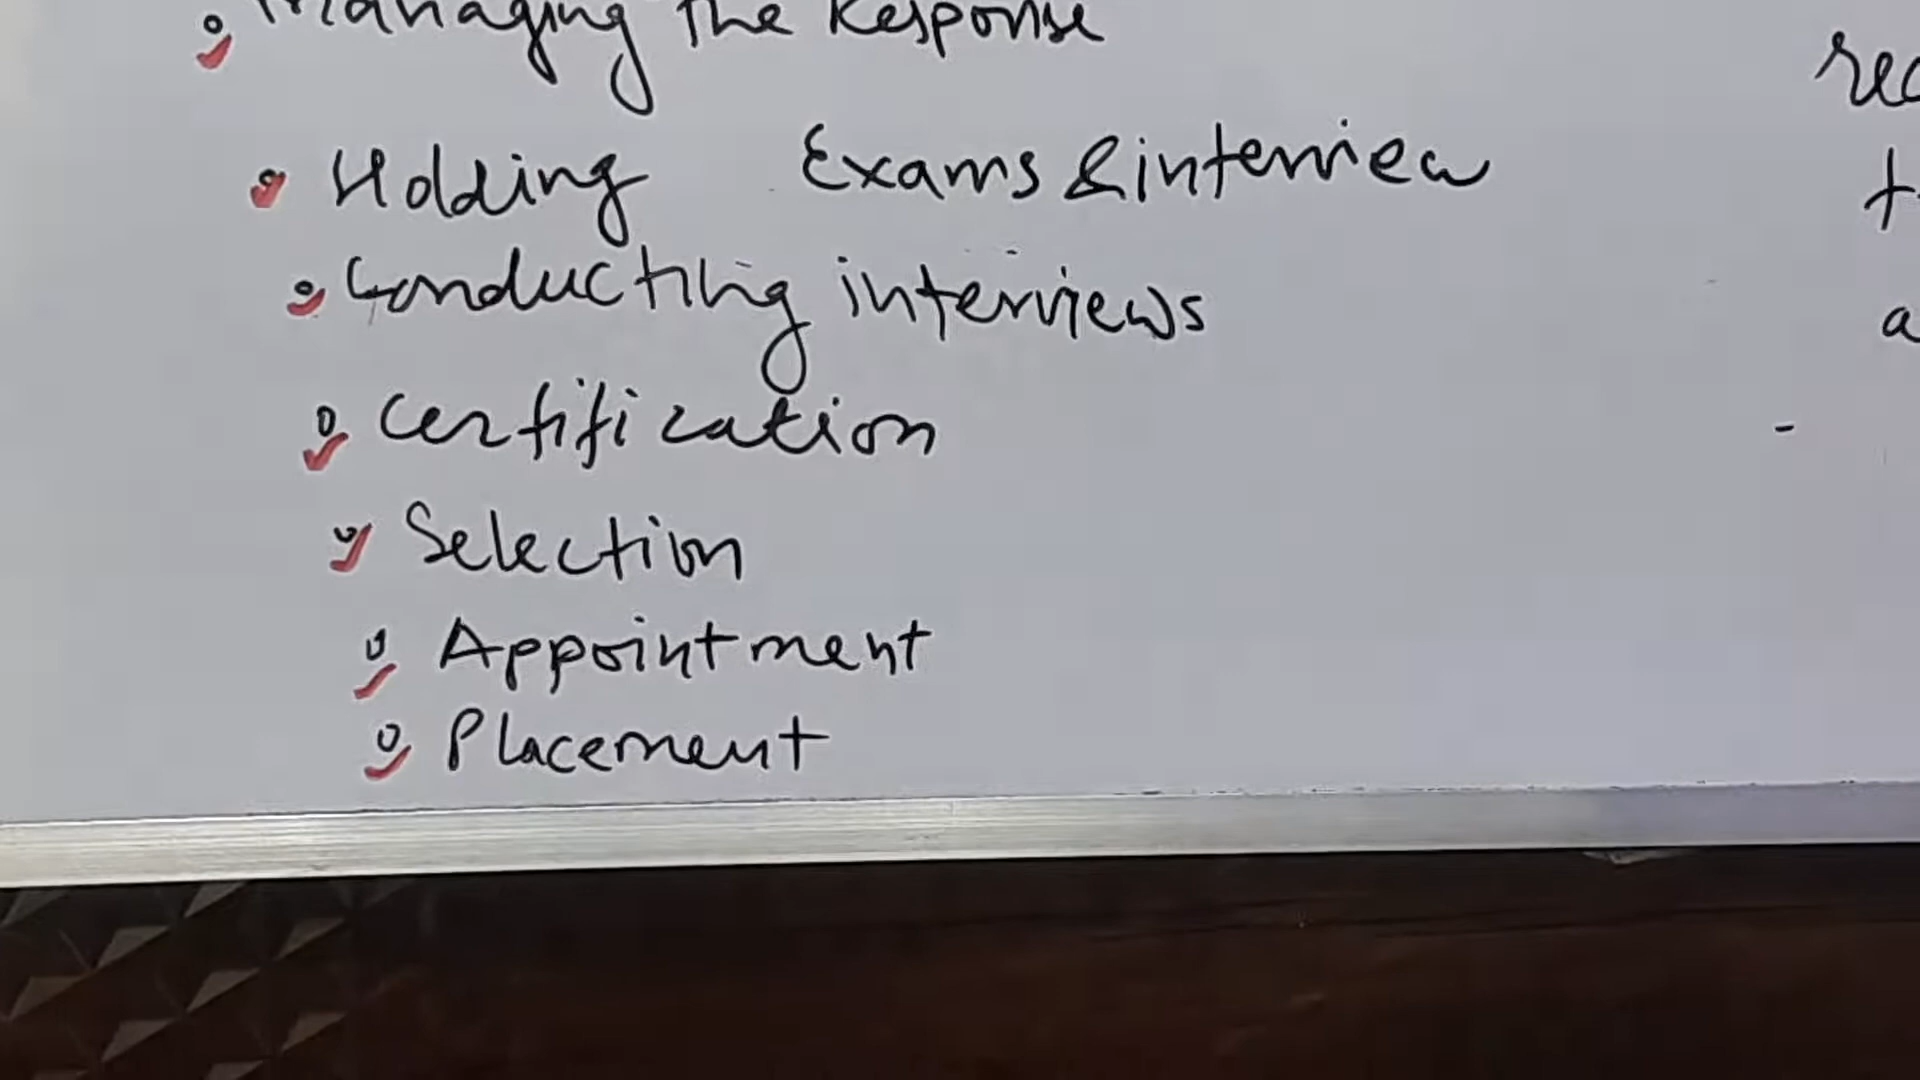 Managing the Response
Holding Exams & interview
Conducting interviews
Certification
Selection
Appointment
Placement
a